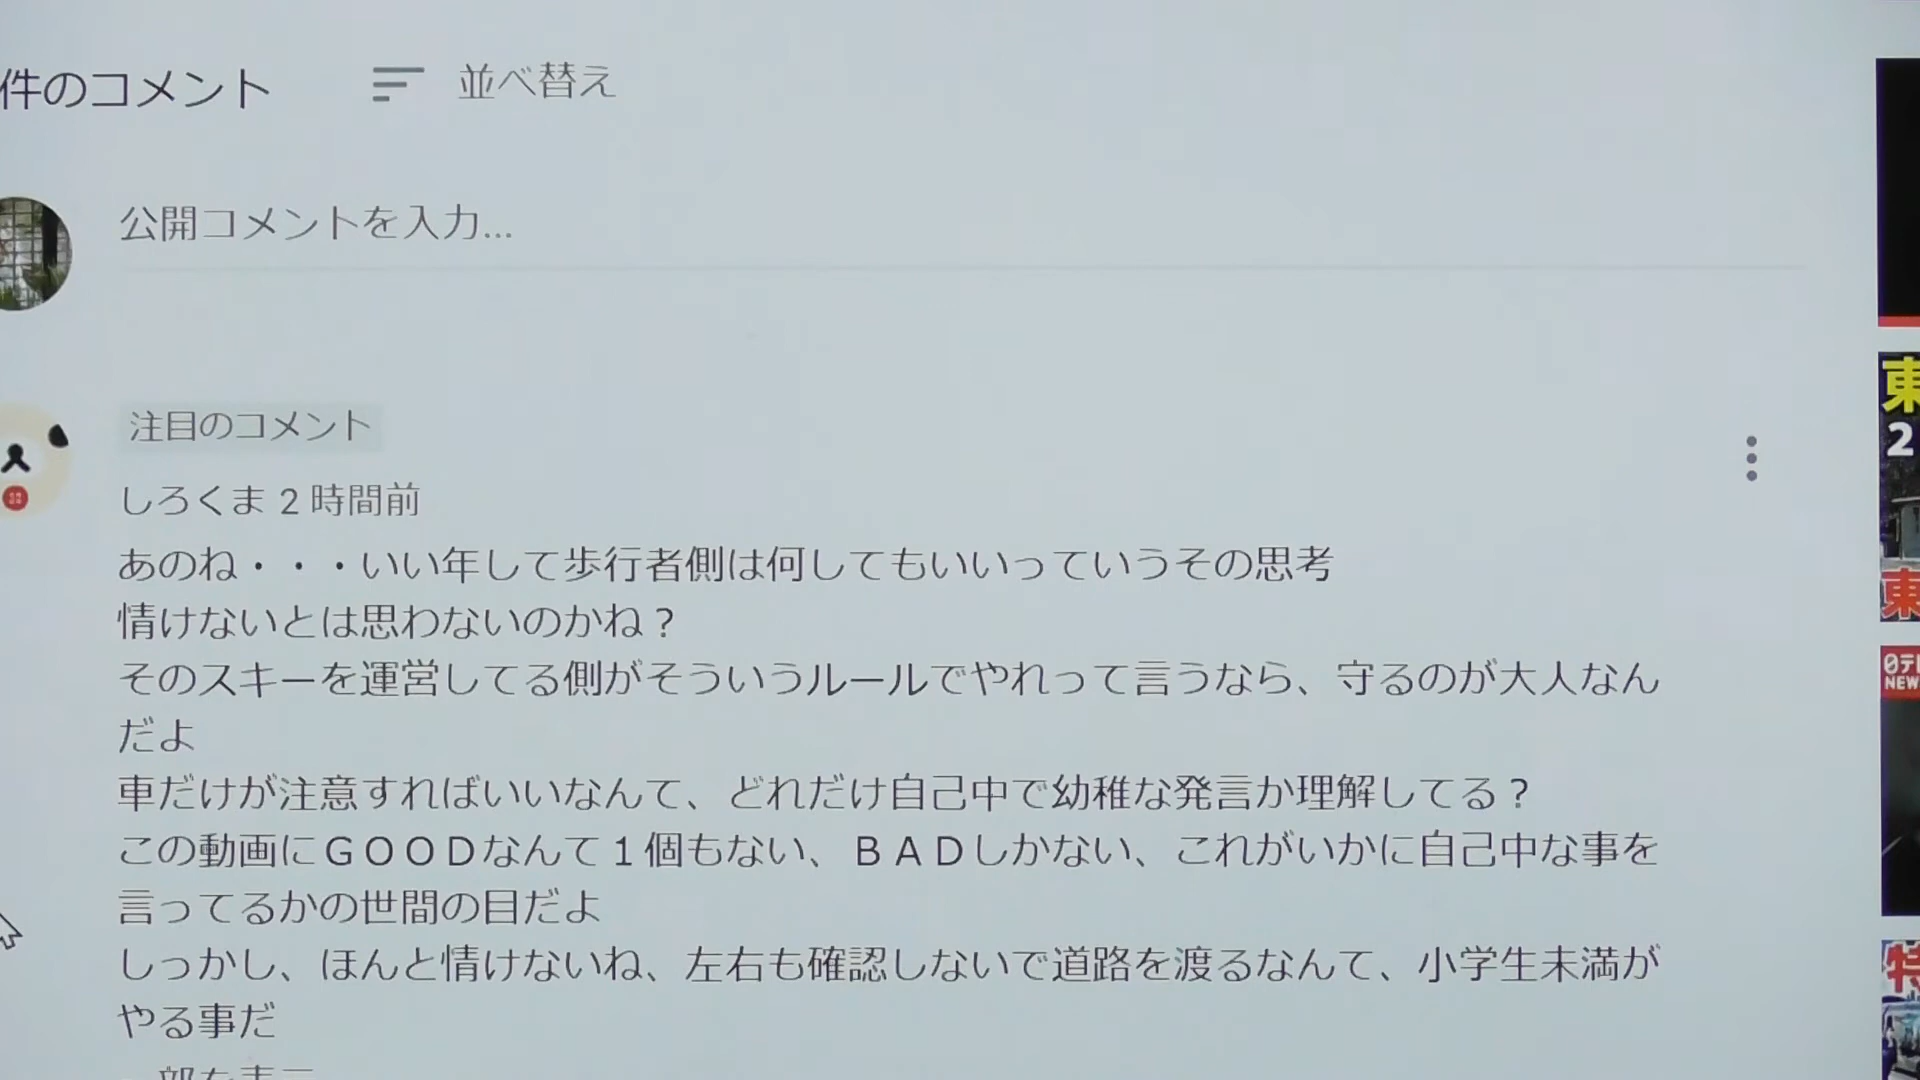 件のコメント
並べ替え
公開コメントを入力...
注目のコメント
しろくま 2 時間前
あのね・・・いい年して歩行者側は何してもいいっていうその思考
情けないとは思わないのかね？
そのスキーを運営してる側がそういうルールでやれって言うなら、守るのが大人なん
だよ
車だけが注意すればいいなんて、どれだけ自己中で幼稚な発言か理解してる？
この動画にＧＯＯＤなんて１個もない、ＢＡＤしかない、これがいかに自己中な事を
言ってるかの世間の目だよ
しっかし、ほんと情けないね、左右も確認しないで道路を渡るなんて、小学生未満が
やる事だ
東
2
東
日テ
NEW
特